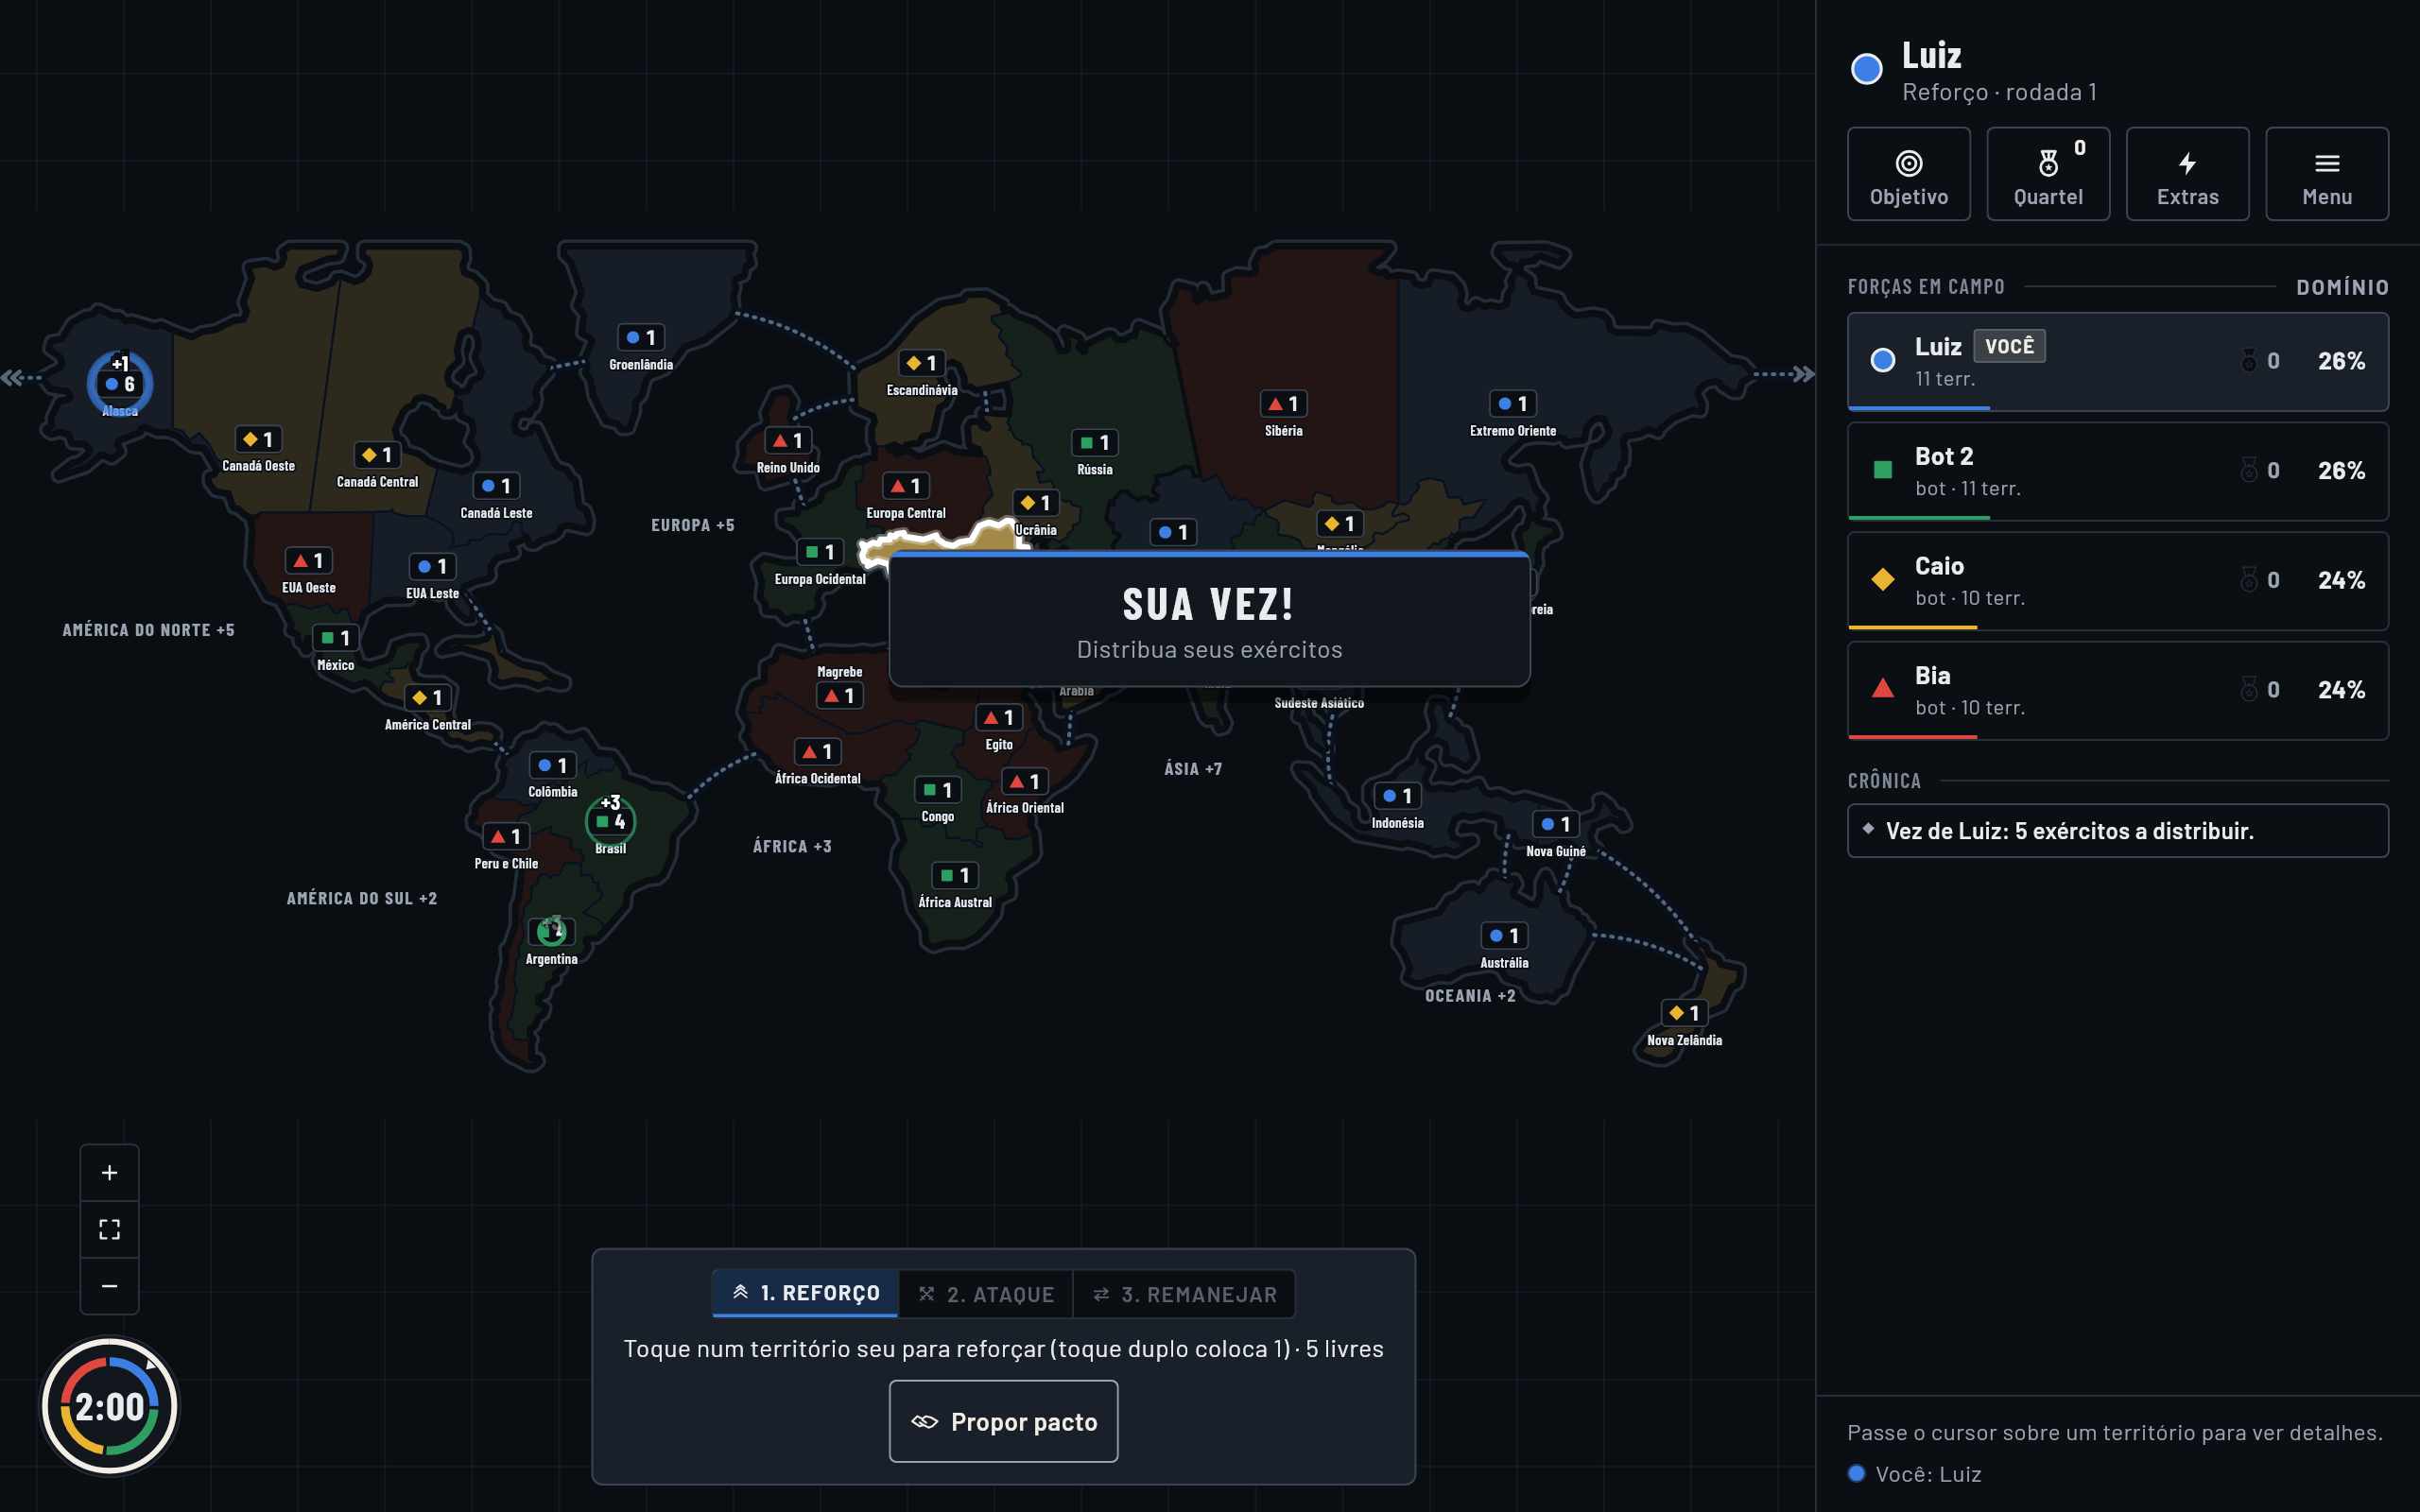 Luiz
Reforço · rodada 1
Objetivo
0
Quartel
Extras
Menu
FORÇAS EM CAMPO
DOMÍNIO
Luiz VOCÊ
11 terr.
0
26%
Bot 2
bot · 11 terr.
0
26%
Caio
bot · 10 terr.
0
24%
Bia
bot · 10 terr.
0
24%
CRÔNICA
Vez de Luiz: 5 exércitos a distribuir.
Passe o cursor sobre um território para ver detalhes.
Você: Luiz
+1
6
Alasca
1
Canadá Oeste
1
Canadá Central
1
Canadá Leste
1
Groenlândia
1
EUA Oeste
1
EUA Leste
1
México
1
América Central
AMÉRICA DO NORTE +5
1
Colômbia
+3
4
Brasil
1
Peru e Chile
Argentina
AMÉRICA DO SUL +2
1
Escandinávia
1
Reino Unido
1
Europa Central
1
Ucrânia
1
Rússia
1
Europa Ocidental
EUROPA +5
1
Sibéria
1
Extremo Oriente
1
1
SUA VEZ!
Distribua seus exércitos
Arábia
Sudeste Asiático
ÁSIA +7
Magrebe
1
1
África Ocidental
1
Egito
1
África Oriental
1
Congo
1
África Austral
ÁFRICA +3
1
Indonésia
1
Nova Guiné
1
Austrália
OCEANIA +2
1
Nova Zelândia
+
−
2:00
1. REFORÇO
2. ATAQUE
3. REMANEJAR
Toque num território seu para reforçar (toque duplo coloca 1) · 5 livres
Propor pacto